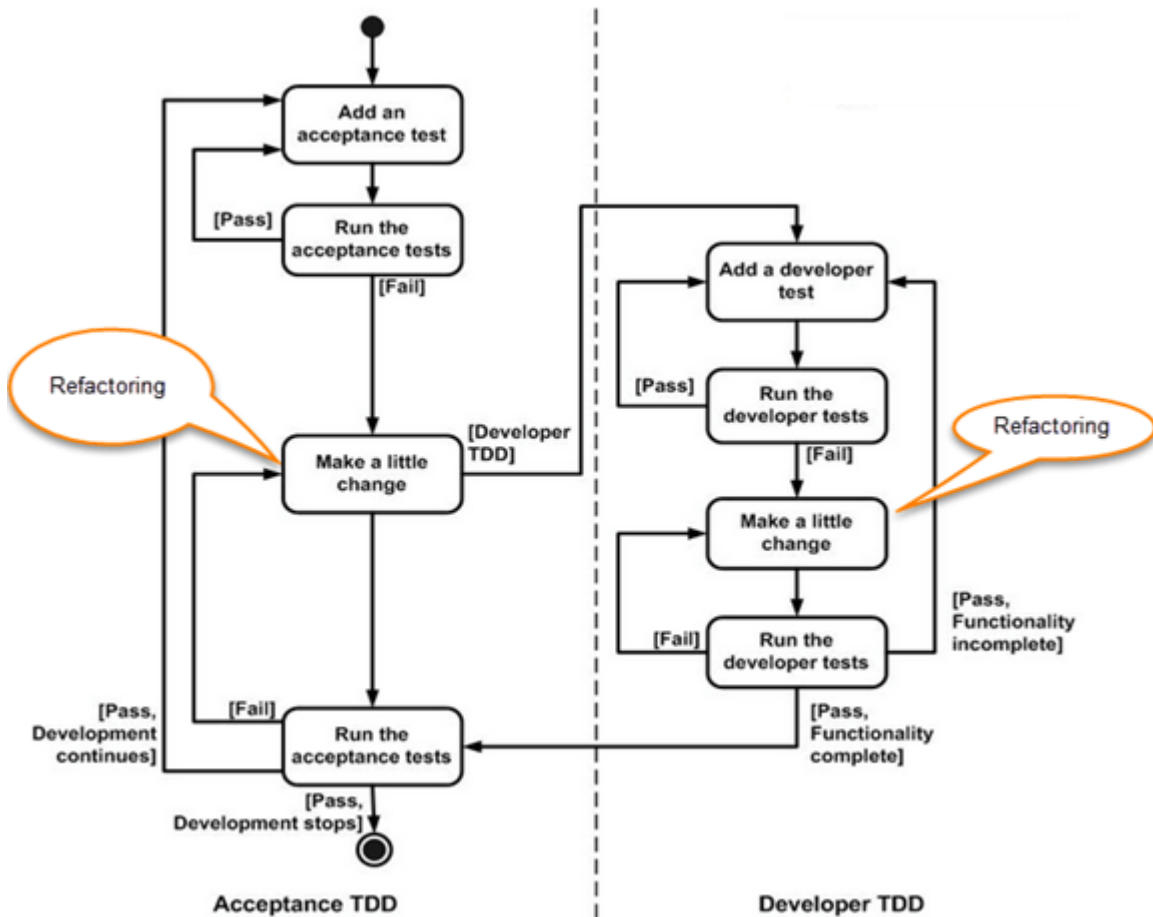 Add an
acceptance test
[Pass]
Run the
acceptance tests
[Fail]
Refactoring
Make a little
change
[Developer
TDD]
[Fail]
[Pass,
Development
continues]
Run the
acceptance tests
[Pass,
Development stops]
Acceptance TDD
Add a developer
test
[Pass]
Run the
developer tests
[Fail]
Refactoring
Make a little
change
[Fail]
Run the
developer tests
[Pass,
Functionality
incomplete]
[Pass,
Functionality
complete]
Developer TDD